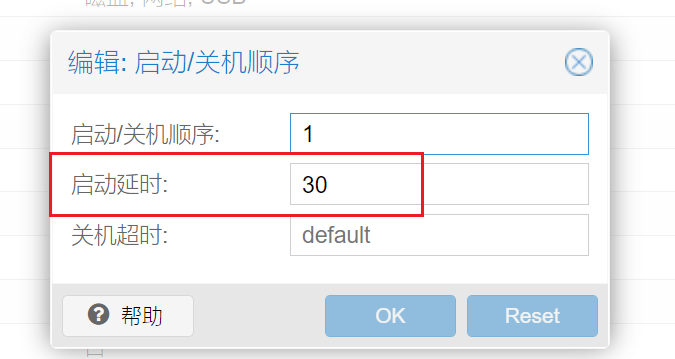 磁盘, 网络, USB
编辑: 启动/关机顺序
启动/关机顺序: 1
启动延时: 30
关机超时: default
帮助 OK Reset